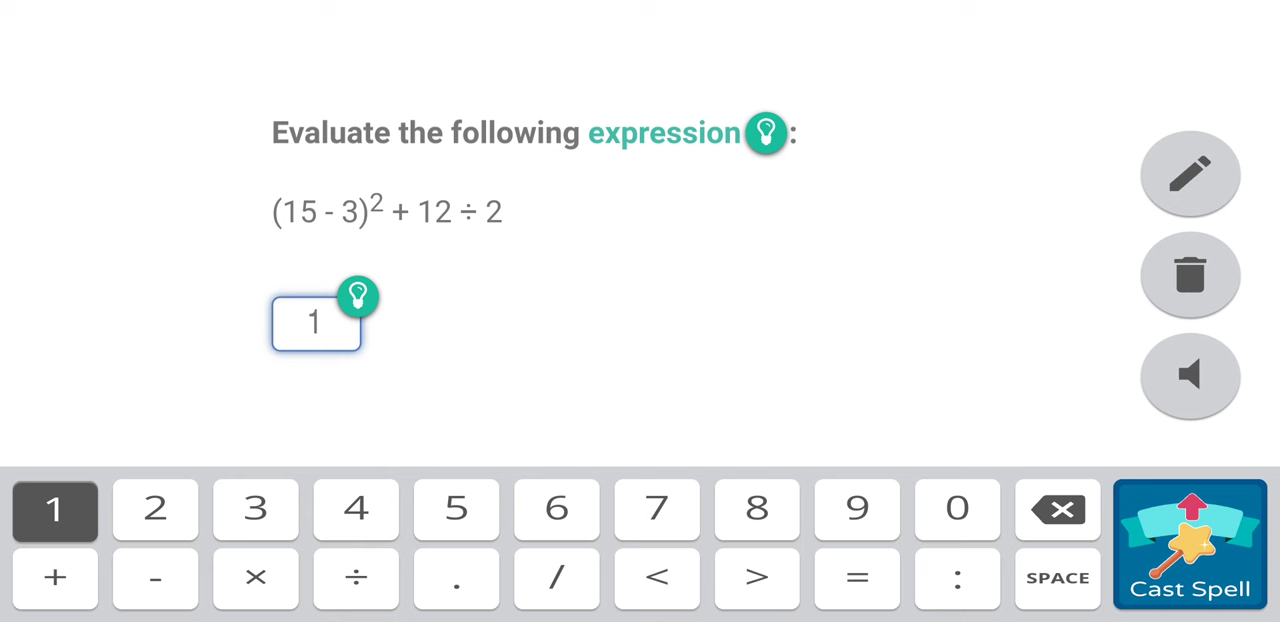 Evaluate the following expression:
(15 - 3)² + 12 ÷ 2
1
1 2 3 4 5 6 7 8 9 0
+ - × ÷ . / < > = : SPACE
Cast Spell